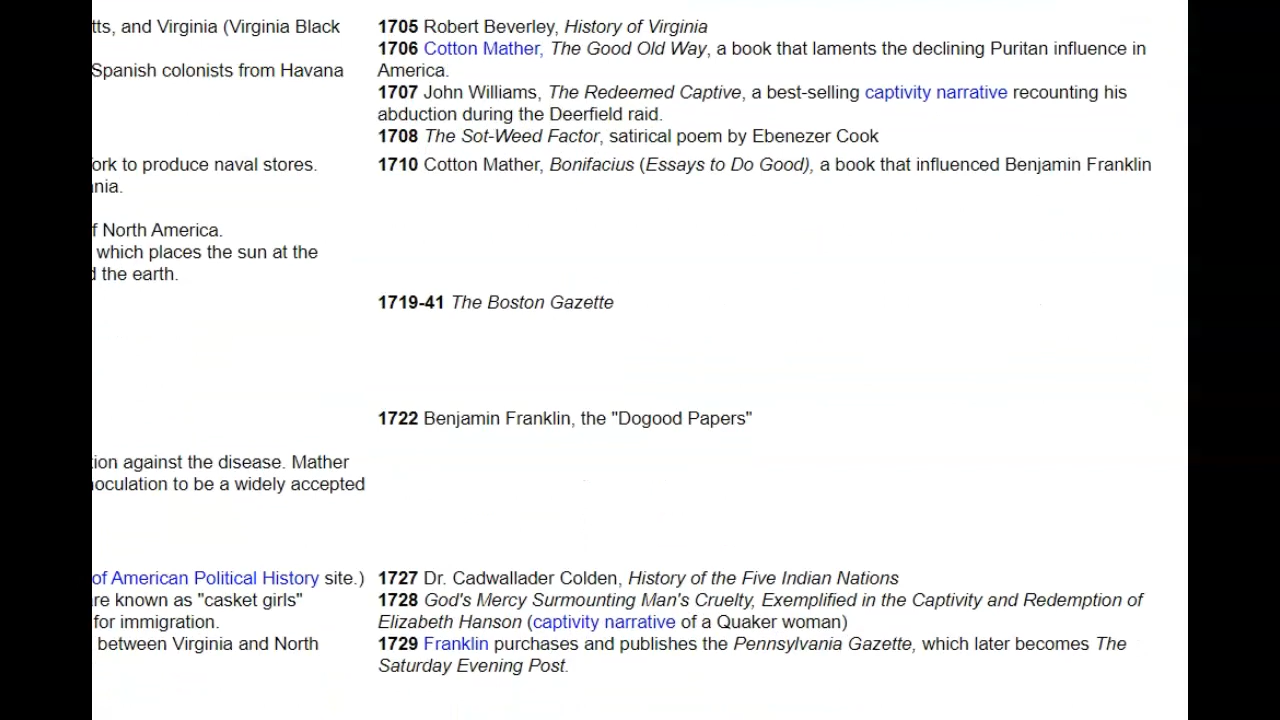 tts, and Virginia (Virginia Black
Spanish colonists from Havana
ork to produce naval stores.
nia.
f North America.
which places the sun at the
d the earth.
tion against the disease. Mather
noculation to be a widely accepted
of American Political History site.)
re known as "casket girls"
for immigration.
between Virginia and North
1705 Robert Beverley, History of Virginia
1706 Cotton Mather, The Good Old Way, a book that laments the declining Puritan influence in
America.
1707 John Williams, The Redeemed Captive, a best-selling captivity narrative recounting his
abduction during the Deerfield raid.
1708 The Sot-Weed Factor, satirical poem by Ebenezer Cook
1710 Cotton Mather, Bonifacius (Essays to Do Good), a book that influenced Benjamin Franklin
1719-41 The Boston Gazette
1722 Benjamin Franklin, the "Dogood Papers"
1727 Dr. Cadwallader Colden, History of the Five Indian Nations
1728 God's Mercy Surmounting Man's Cruelty, Exemplified in the Captivity and Redemption of
Elizabeth Hanson (captivity narrative of a Quaker woman)
1729 Franklin purchases and publishes the Pennsylvania Gazette, which later becomes The
Saturday Evening Post.